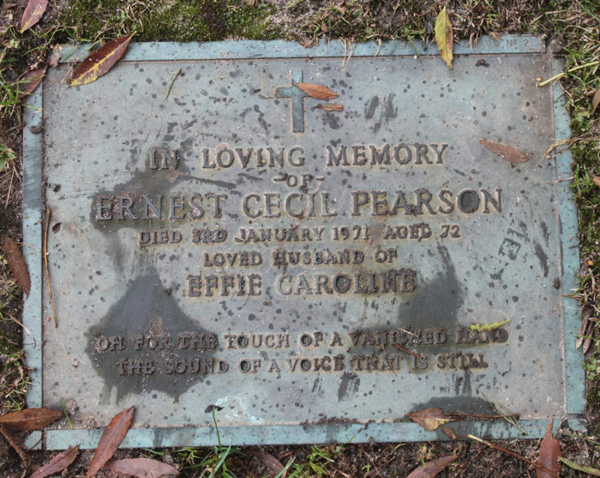 IN LOVING MEMORY
-OF-
ERNEST CECIL PEARSON
DIED 3RD JANUARY 1971, AGED 72
LOVED HUSBAND OF
EFFIE CAROLINE
OH FOR THE TOUCH OF A VANISHED HAND
THE SOUND OF A VOICE THAT IS STILL